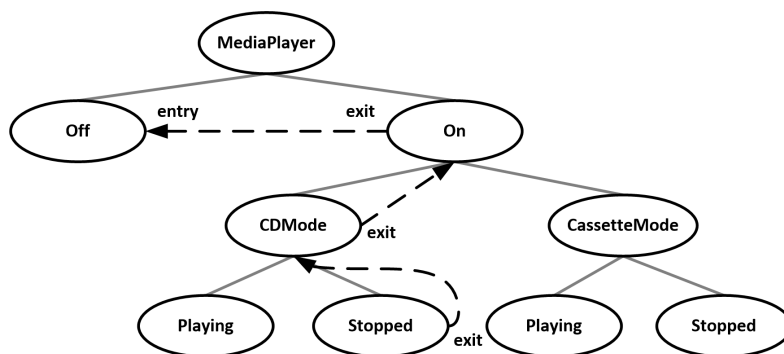 MediaPlayer
entry
exit
Off
On
CDMode
exit
CassetteMode
Playing
Stopped
exit
Playing
Stopped